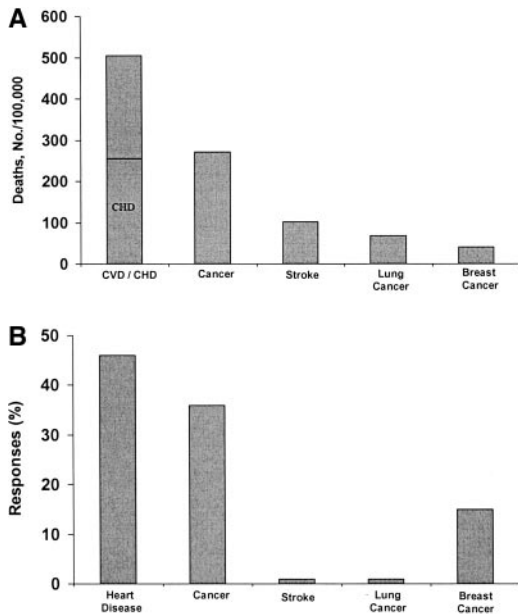 A
600
500
400
300
200
100
0
Deaths, No./100,000
CHD
CVD / CHD
Cancer
Stroke
Lung
Cancer
Breast
Cancer
B
50
40
30
20
10
0
Responses (%)
Heart
Disease
Cancer
Stroke
Lung
Cancer
Breast
Cancer